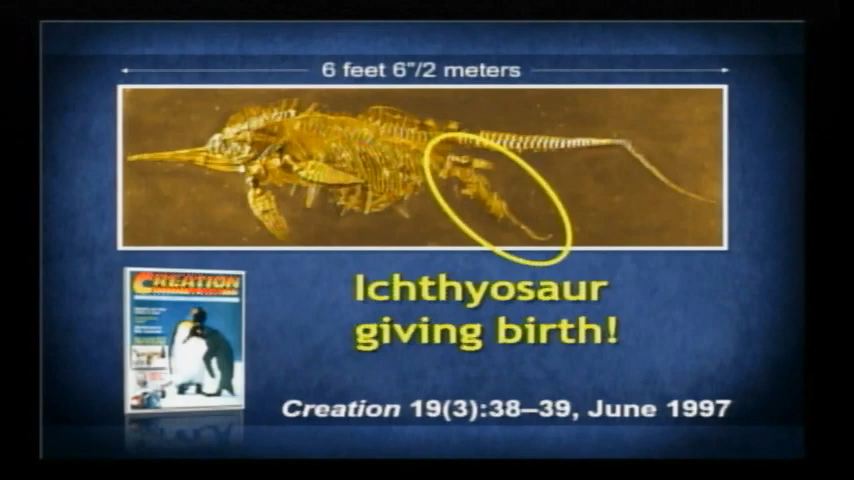 6 feet 6"/2 meters
CREATION
Ichthyosaur
giving birth!
Creation 19(3):38–39, June 1997